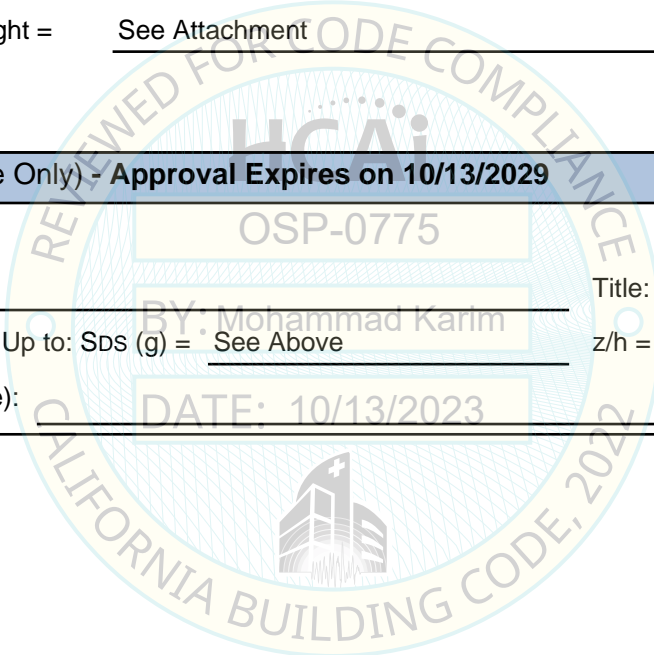 ght = See Attachment
REVIEWED FOR CODE COMPLIANCE
HCAi
e Only) - Approval Expires on 10/13/2029
OSP-0775
Title:
BY: Mohammad Karim
Up to: SDS (g) = See Above z/h =
e):
DATE: 10/13/2023
CALIFORNIA BUILDING CODE, 2022